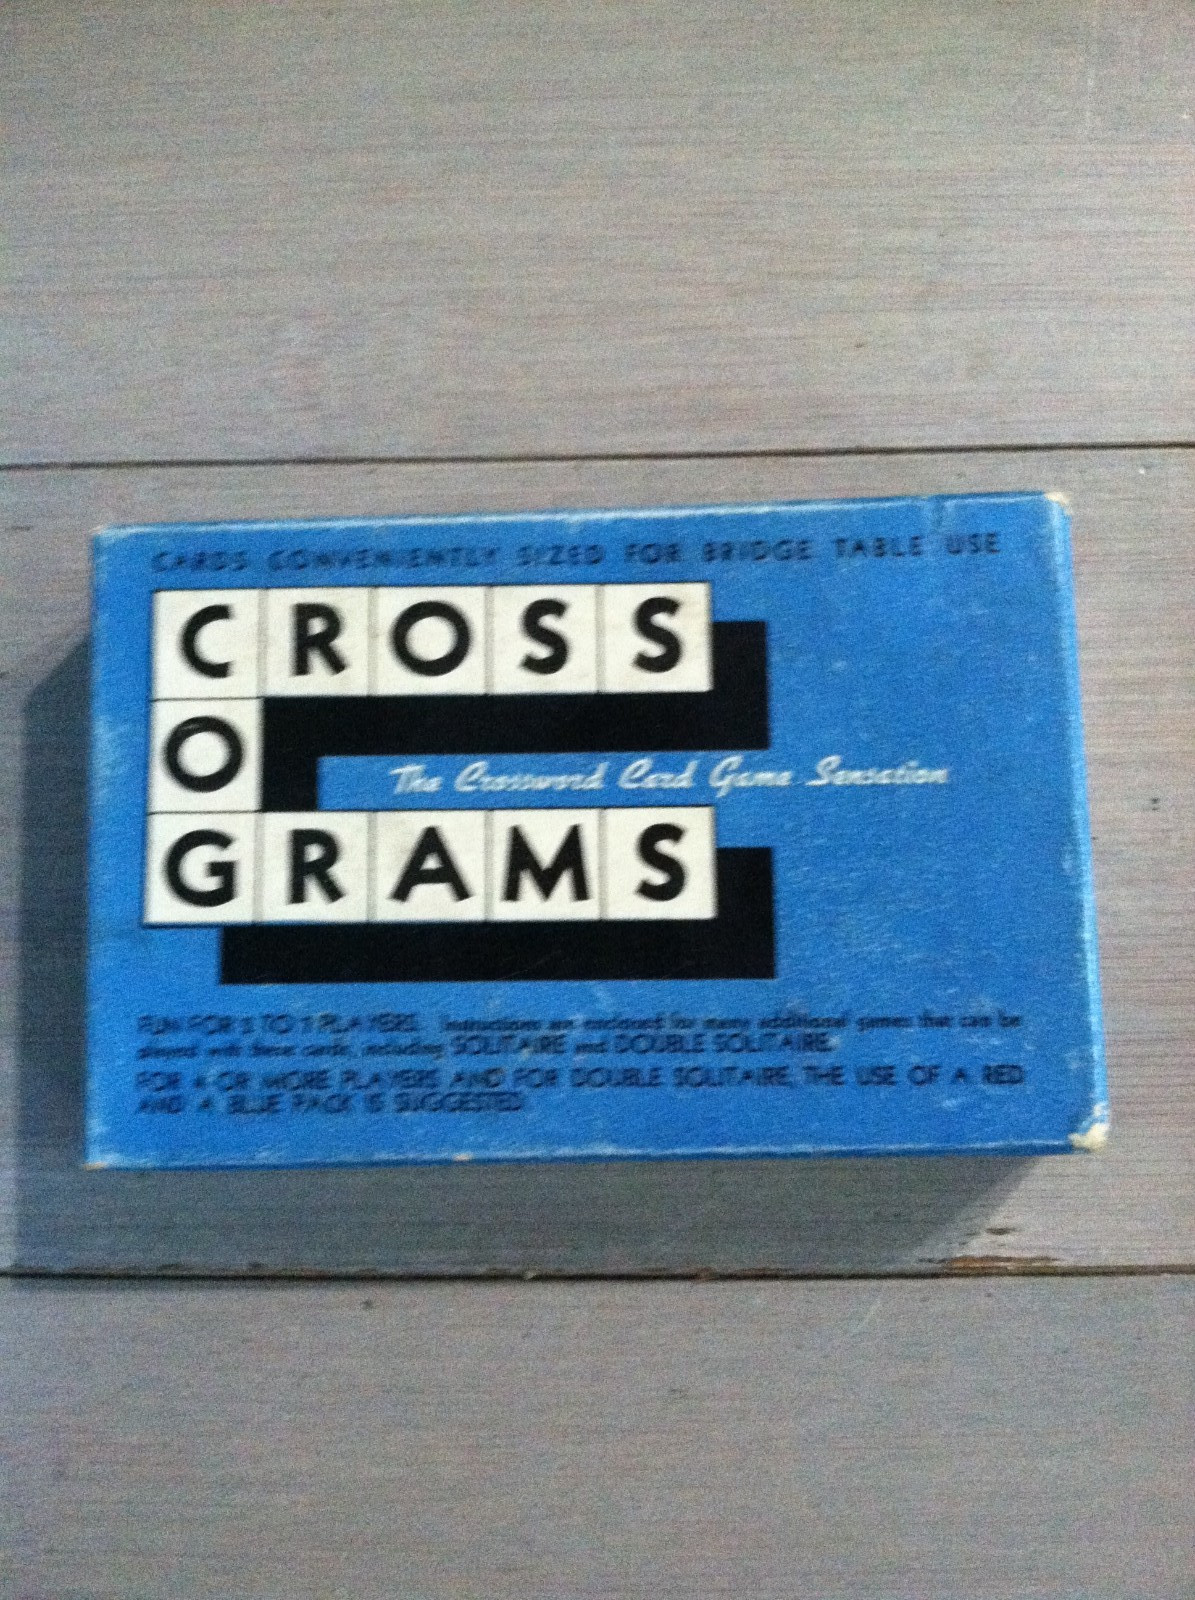 CARDS CONVENIENTLY SIZED FOR BRIDGE TABLE USE
CROSS
O
The Crossword Card Game Sensation
GRAMS
FUN FOR TO PLAYERS. Instructions are enclosed for many additional games that can be
played with these cards, including SOLITAIRE and DOUBLE SOLITAIRE.
FOR 4 OR MORE PLAYERS AND FOR DOUBLE SOLITAIRE, THE USE OF A RED
AND A BLUE PACK IS SUGGESTED